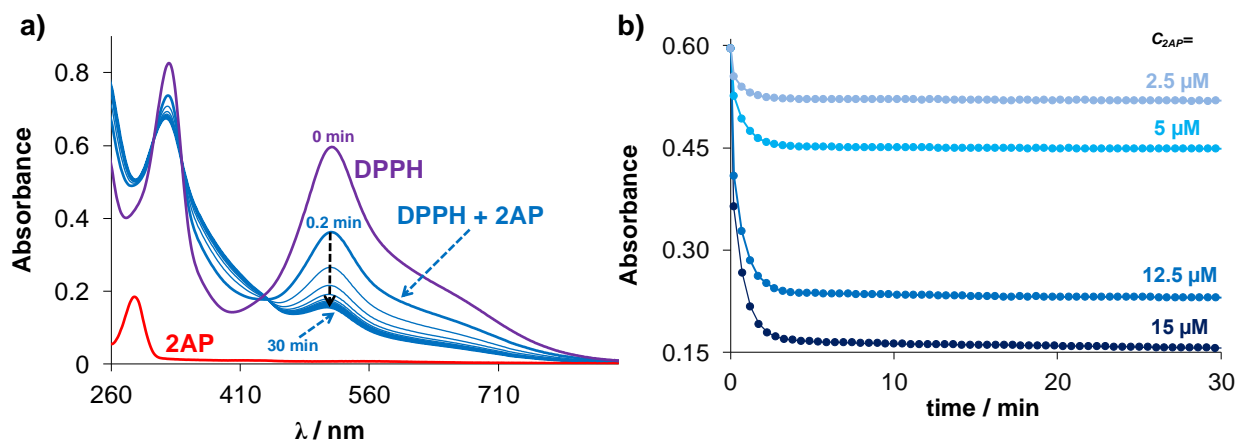 a)
Absorbance
0.8
0.6
0.4
0.2
0
260
410
560
710
λ / nm
0 min
DPPH
0.2 min
DPPH + 2AP
30 min
2AP
b)
Absorbance
0.60
0.45
0.30
0.15
0
10
20
30
time / min
C2AP=
2.5 µM
5 µM
12.5 µM
15 µM